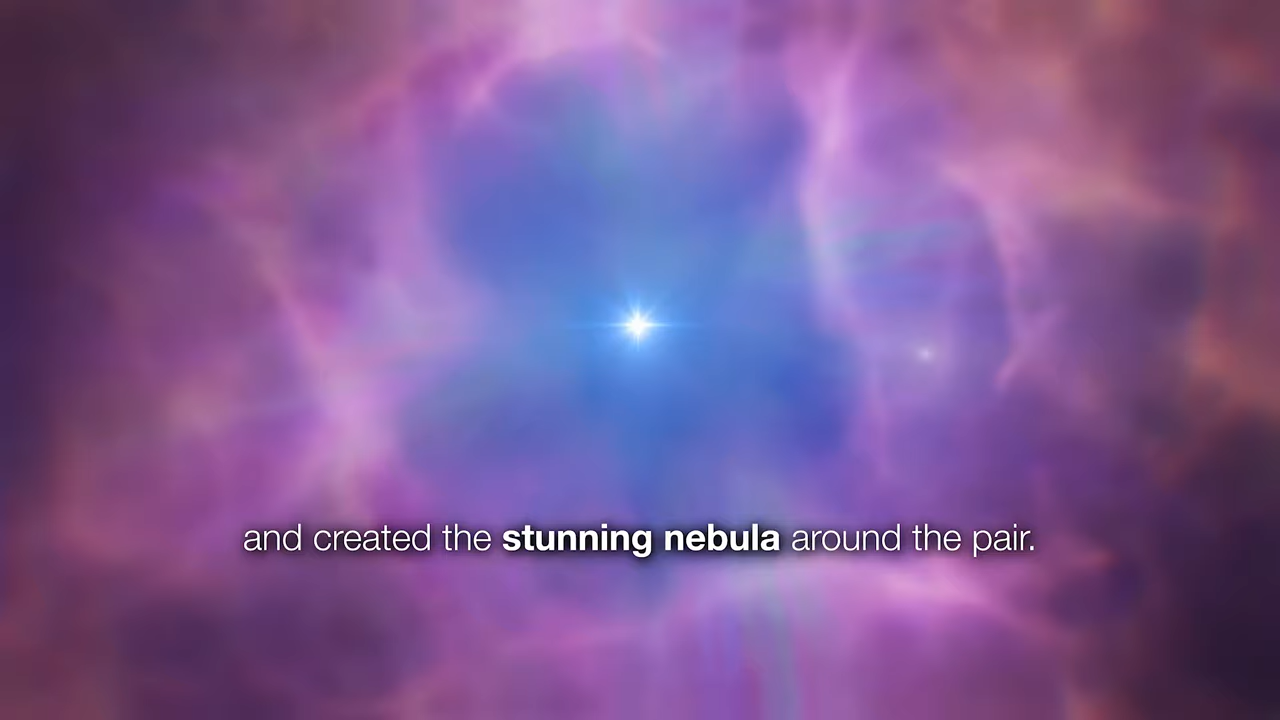 and created the stunning nebula around the pair.